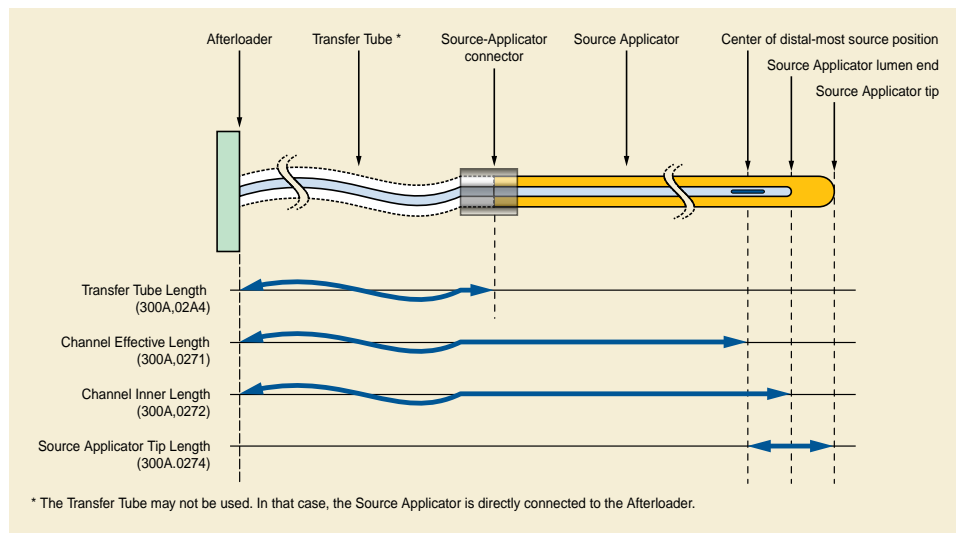 Afterloader
Transfer Tube *
Source-Applicator
connector
Source Applicator
Center of distal-most source position
Source Applicator lumen end
Source Applicator tip
Transfer Tube Length
(300A,02A4)
Channel Effective Length
(300A,0271)
Channel Inner Length
(300A,0272)
Source Applicator Tip Length
(300A.0274)
* The Transfer Tube may not be used. In that case, the Source Applicator is directly connected to the Afterloader.